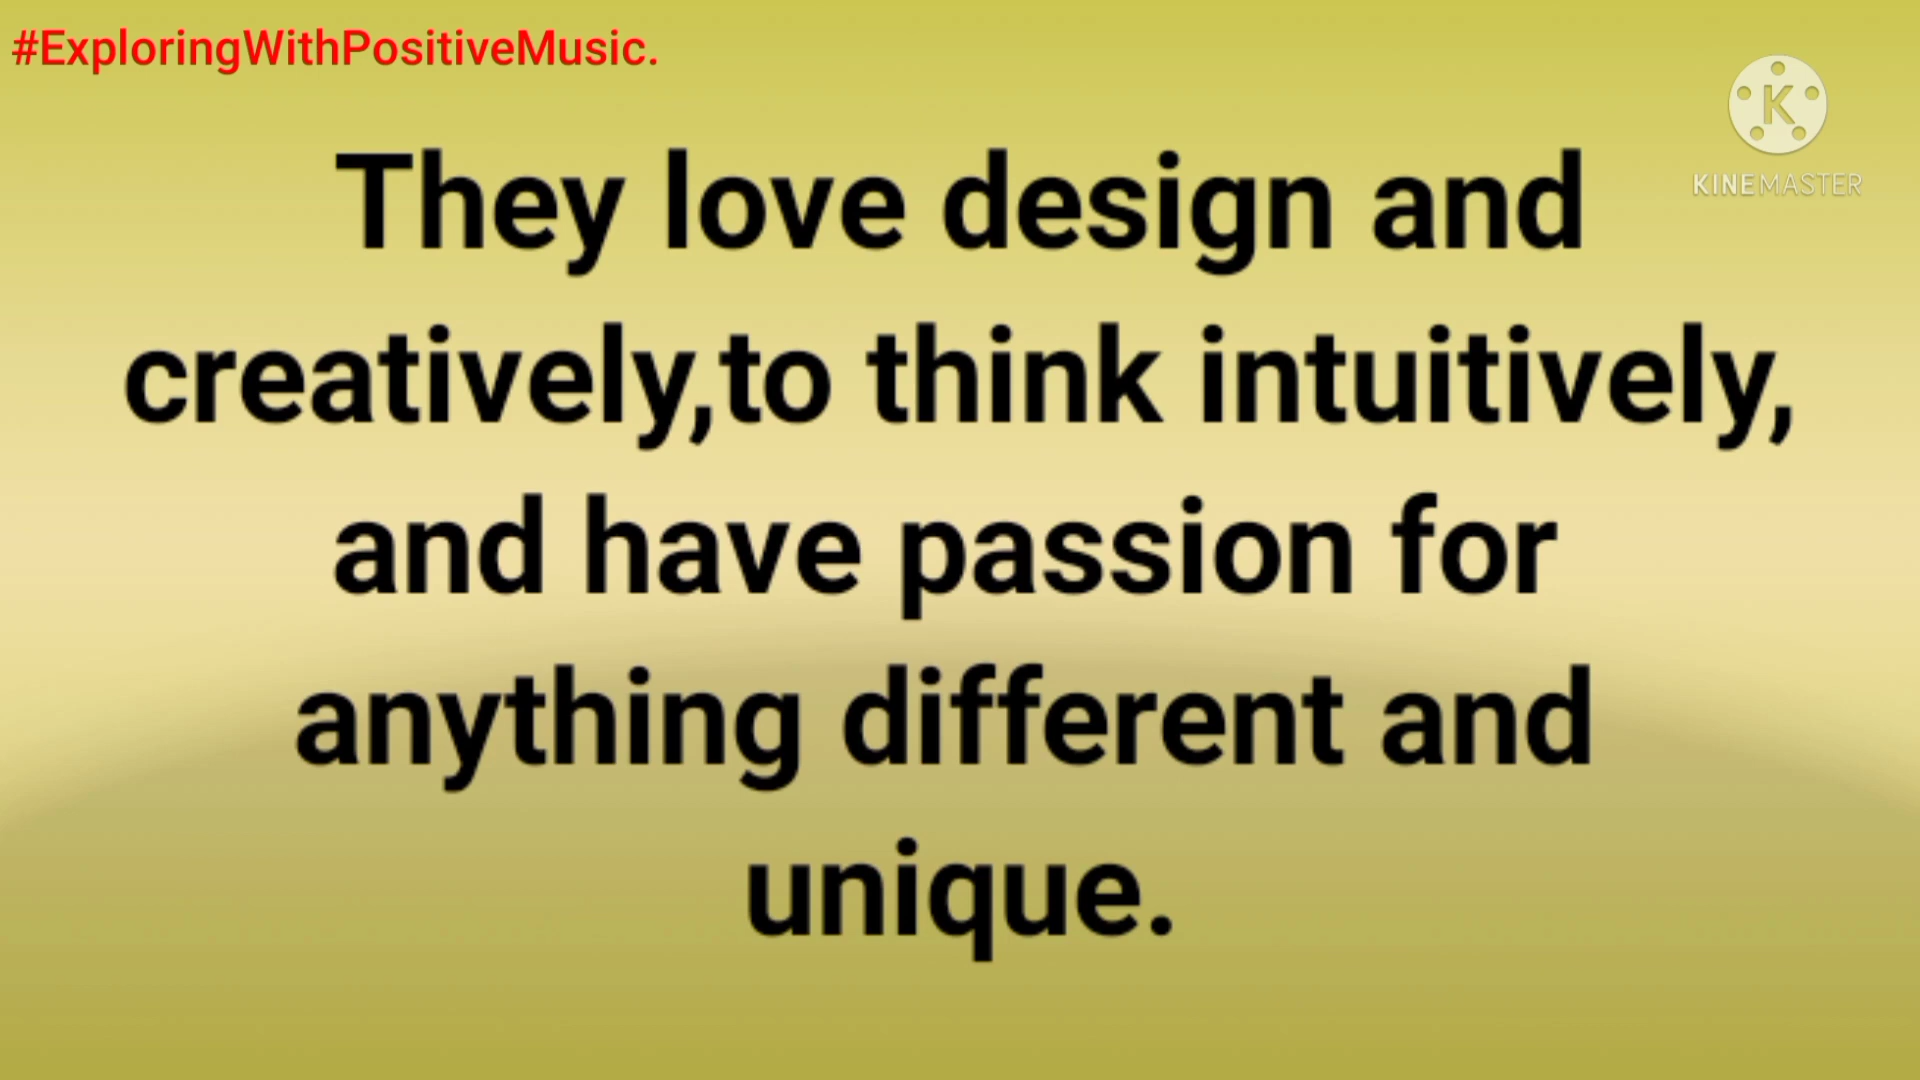 #ExploringWithPositiveMusic.
K
KINEMASTER
They love design and
creatively,to think intuitively,
and have passion for
anything different and
unique.